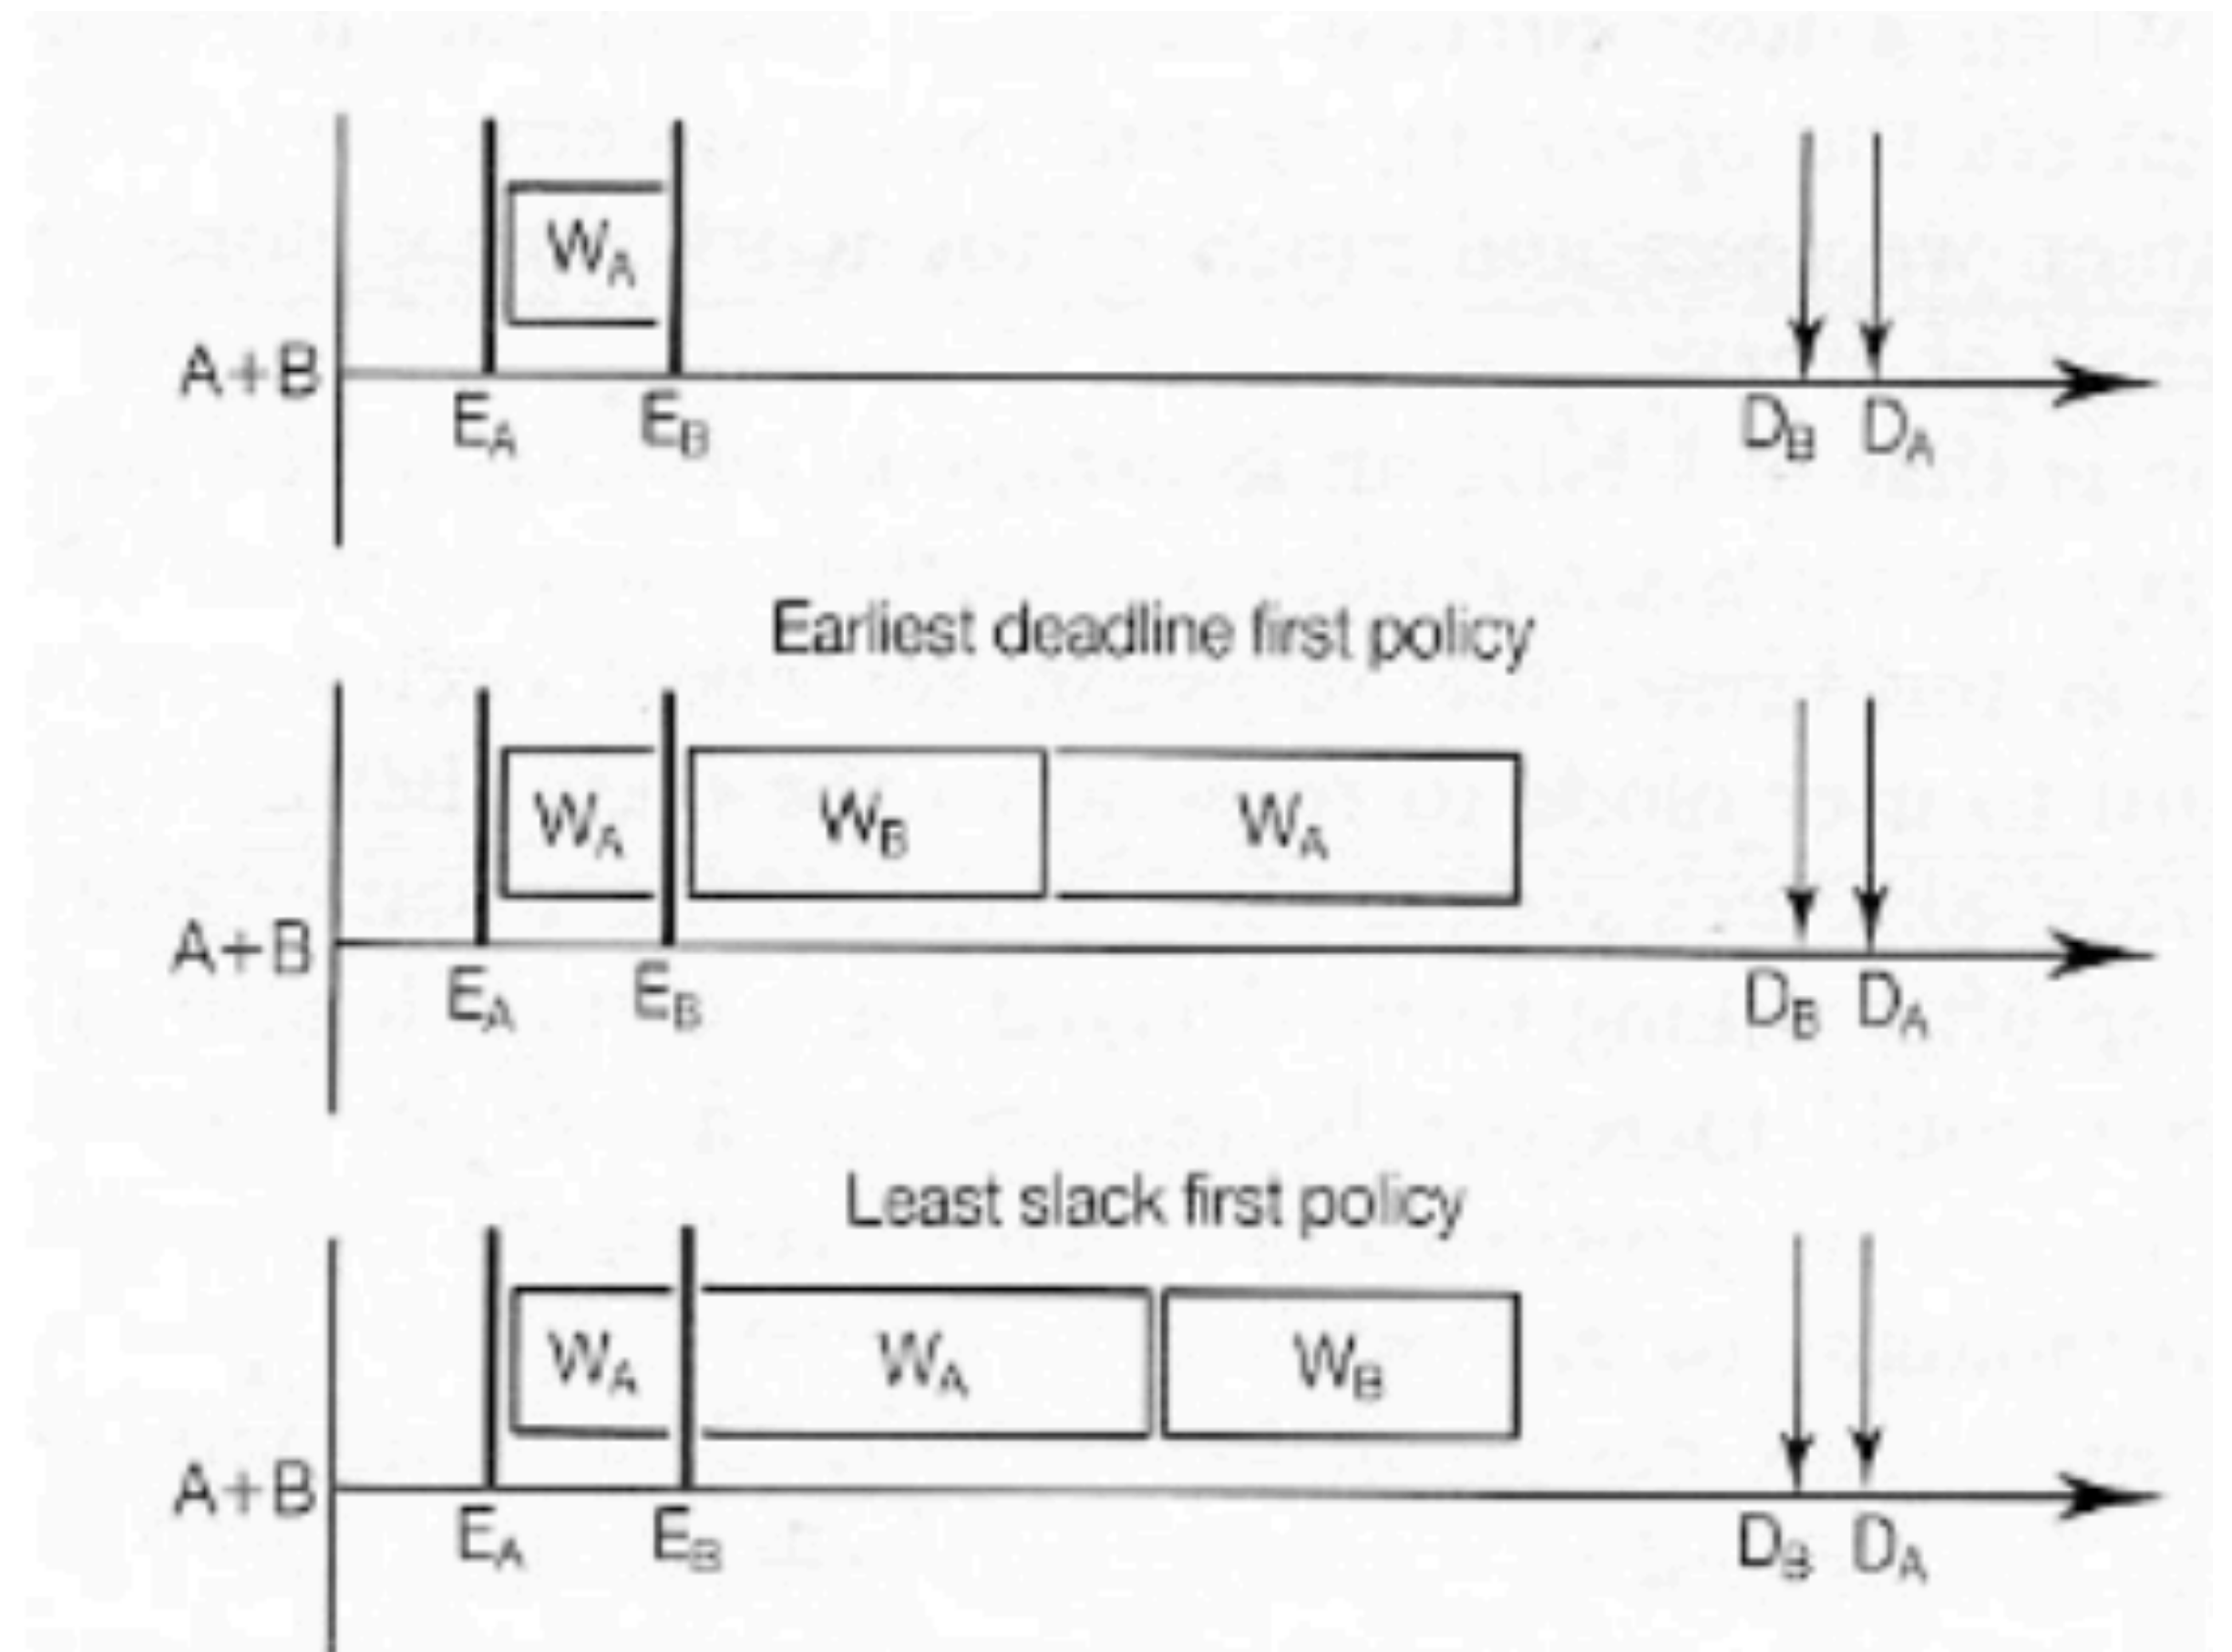 W_A
A+B
E_A E_B D_B D_A
Earliest deadline first policy
W_A W_B W_A
A+B
E_A E_B D_B D_A
Least slack first policy
W_A W_A W_B
A+B
E_A E_B D_B D_A